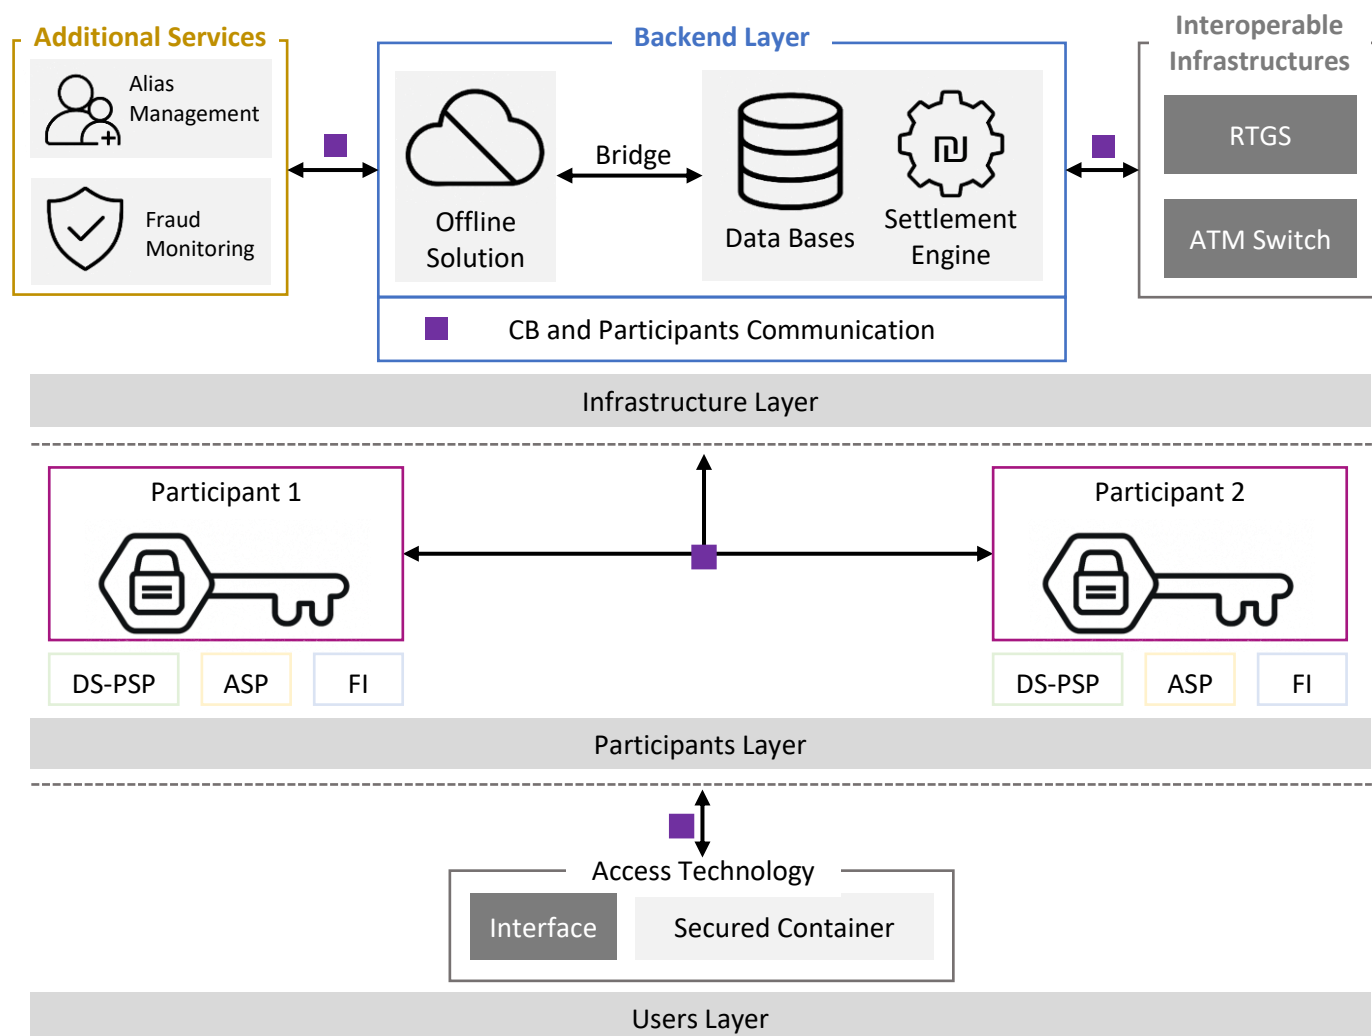 Additional Services
Alias
Management
Fraud
Monitoring
Backend Layer
Offline
Solution
Bridge
Data Bases
₪
Settlement
Engine
CB and Participants Communication
Interoperable
Infrastructures
RTGS
ATM Switch
Infrastructure Layer
Participant 1
DS-PSP
ASP
FI
Participant 2
DS-PSP
ASP
FI
Participants Layer
Access Technology
Interface
Secured Container
Users Layer